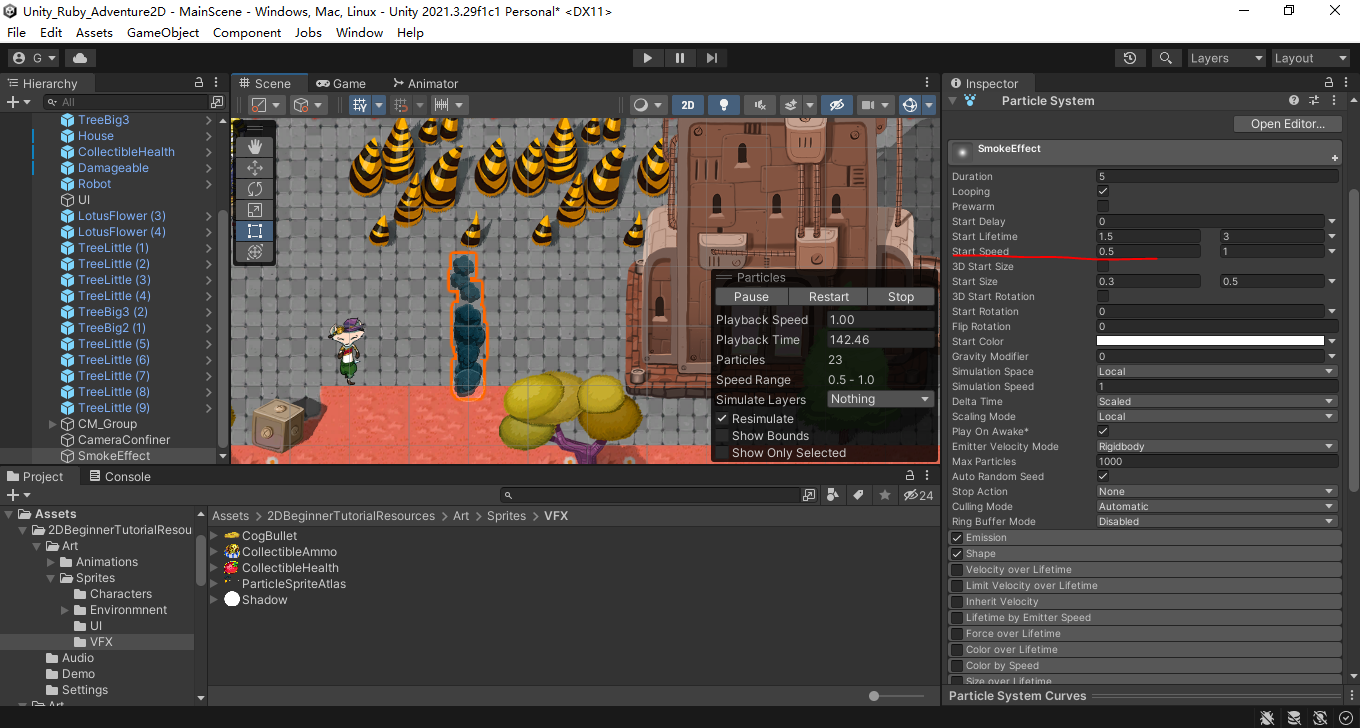 Unity_Ruby_Adventure2D - MainScene - Windows, Mac, Linux - Unity 2021.3.29f1c1 Personal* <DX11>
File Edit Assets GameObject Component Jobs Window Help
G Layers Layout
Hierarchy
All
TreeBig3
House
CollectibleHealth
Damageable
Robot
UI
LotusFlower (3)
LotusFlower (4)
TreeLittle (1)
TreeLittle (2)
TreeLittle (3)
TreeLittle (4)
TreeBig3 (2)
TreeBig2 (1)
TreeLittle (5)
TreeLittle (6)
TreeLittle (7)
TreeLittle (8)
TreeLittle (9)
CM_Group
CameraConfiner
SmokeEffect
Scene Game Animator
2D
Particles
Pause Restart Stop
Playback Speed 1.00
Playback Time 142.46
Particles 23
Speed Range 0.5 - 1.0
Simulate Layers Nothing
Resimulate
Show Bounds
Show Only Selected
Inspector
Particle System
Open Editor...
SmokeEffect
Duration 5
Looping
Prewarm
Start Delay 0
Start Lifetime 1.5 3
Start Speed 0.5 1
3D Start Size
Start Size 0.3 0.5
3D Start Rotation
Start Rotation 0
Flip Rotation 0
Start Color
Gravity Modifier 0
Simulation Space Local
Simulation Speed 1
Delta Time Scaled
Scaling Mode Local
Play On Awake*
Emitter Velocity Mode Rigidbody
Max Particles 1000
Auto Random Seed
Stop Action None
Culling Mode Automatic
Ring Buffer Mode Disabled
Emission
Shape
Velocity over Lifetime
Limit Velocity over Lifetime
Inherit Velocity
Lifetime by Emitter Speed
Force over Lifetime
Color over Lifetime
Color by Speed
Size over Lifetime
Particle System Curves
Project Console
24
Assets
2DBeginnerTutorialResou
Art
Animations
Sprites
Characters
Environmnent
UI
VFX
Audio
Demo
Settings
Art
Assets > 2DBeginnerTutorialResources > Art > Sprites > VFX
CogBullet
CollectibleAmmo
CollectibleHealth
ParticleSpriteAtlas
Shadow